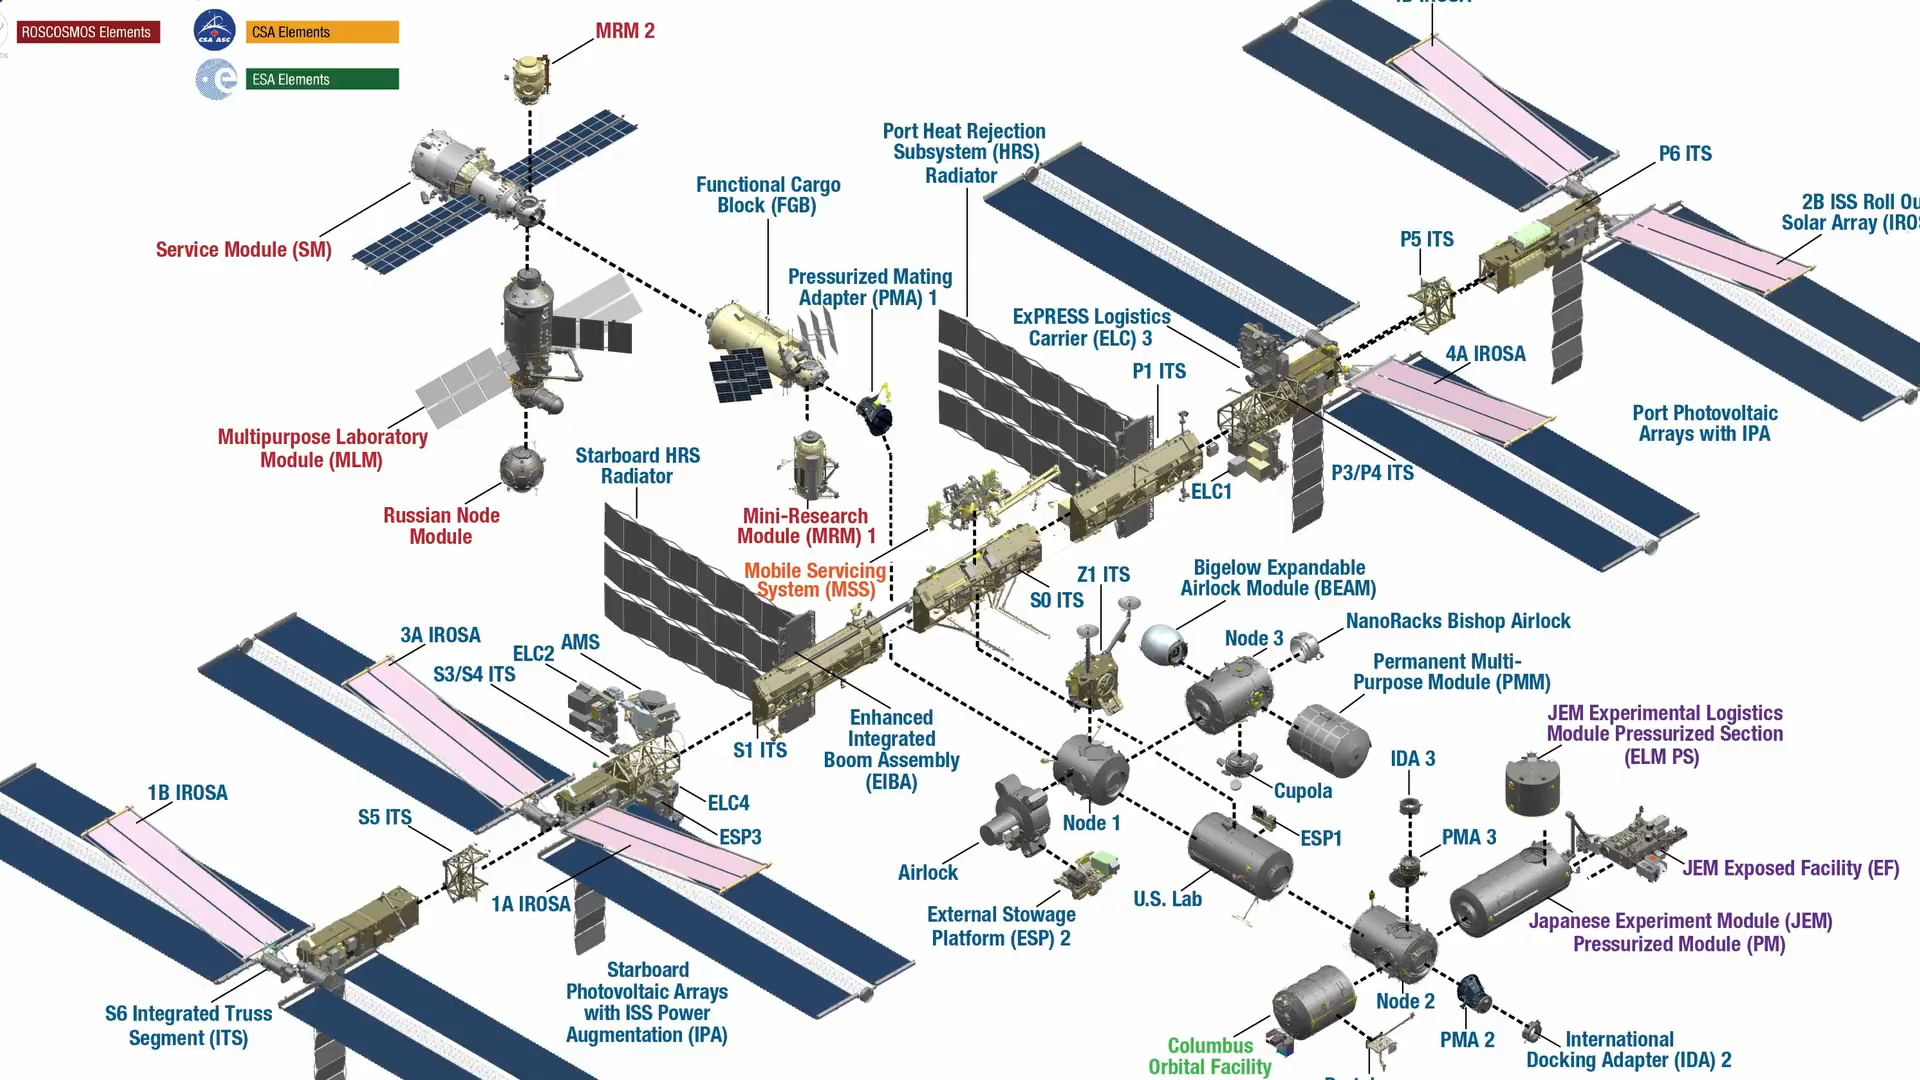 ROSCOSMOS Elements
CSA ASC
CSA Elements
ESA Elements
MRM 2
Service Module (SM)
Multipurpose Laboratory
Module (MLM)
Russian Node
Module
Functional Cargo
Block (FGB)
Pressurized Mating
Adapter (PMA) 1
Port Heat Rejection
Subsystem (HRS)
Radiator
ExPRESS Logistics
Carrier (ELC) 3
P1 ITS
P6 ITS
2B ISS Roll
Solar Array
P5 ITS
4A IROSA
Port Photovoltaic
Arrays with IPA
P3/P4 ITS
ELC1
Starboard HRS
Radiator
Mini-Research
Module (MRM) 1
Mobile Servicing
System (MSS)
S0 ITS
Z1 ITS
Bigelow Expandable
Airlock Module (BEAM)
Node 3
NanoRacks Bishop Airlock
Permanent Multi-
Purpose Module (PMM)
JEM Experimental Logistics
Module Pressurized Section
(ELM PS)
3A IROSA
ELC2
AMS
S3/S4 ITS
S1 ITS
Enhanced
Integrated
Boom Assembly
(EIBA)
Node 1
Cupola
IDA 3
1B IROSA
S5 ITS
ELC4
ESP3
1A IROSA
Airlock
ESP1
U.S. Lab
PMA 3
JEM Exposed Facility (EF)
Japanese Experiment Module (JEM)
Pressurized Module (PM)
External Stowage
Platform (ESP) 2
Starboard
Photovoltaic Arrays
with ISS Power
Augmentation (IPA)
S6 Integrated Truss
Segment (ITS)
Node 2
PMA 2
International
Docking Adapter (IDA) 2
Columbus
Orbital Facility